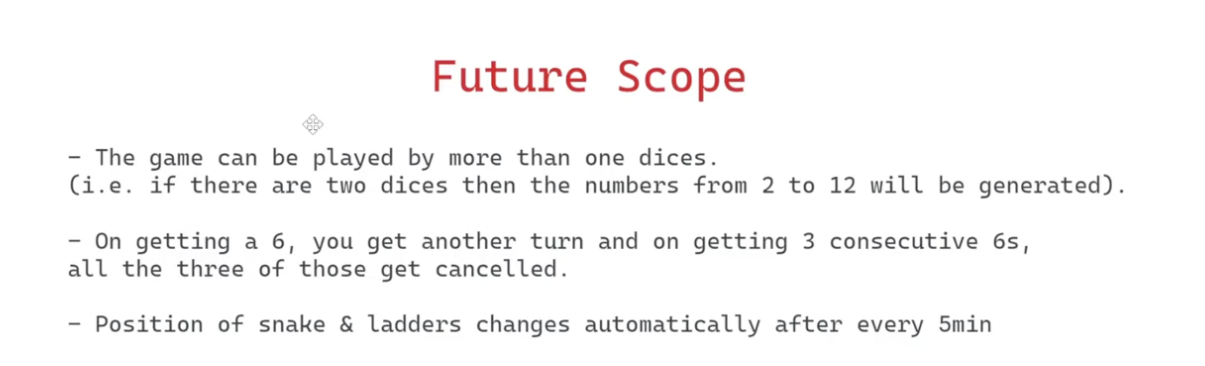 Future Scope
– The game can be played by more than one dices.
(i.e. if there are two dices then the numbers from 2 to 12 will be generated).
– On getting a 6, you get another turn and on getting 3 consecutive 6s,
all the three of those get cancelled.
– Position of snake & ladders changes automatically after every 5min